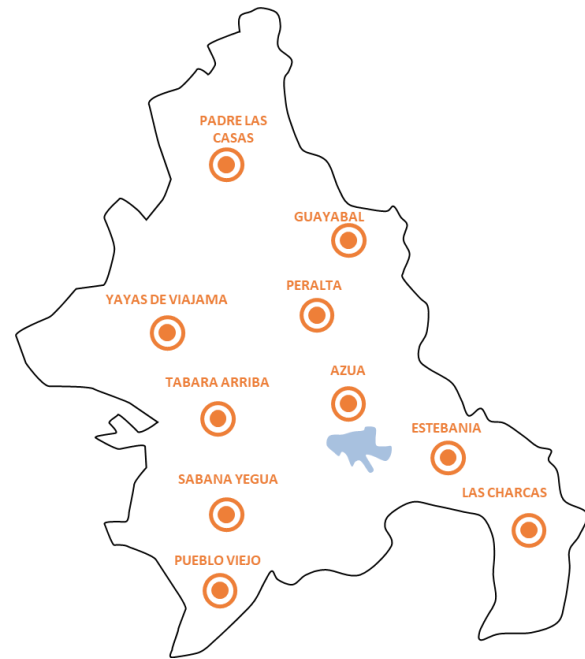 PADRE LAS
CASAS
GUAYABAL
PERALTA
YAYAS DE VIAJAMA
AZUA
TABARA ARRIBA
ESTEBANIA
SABANA YEGUA
LAS CHARCAS
PUEBLO VIEJO